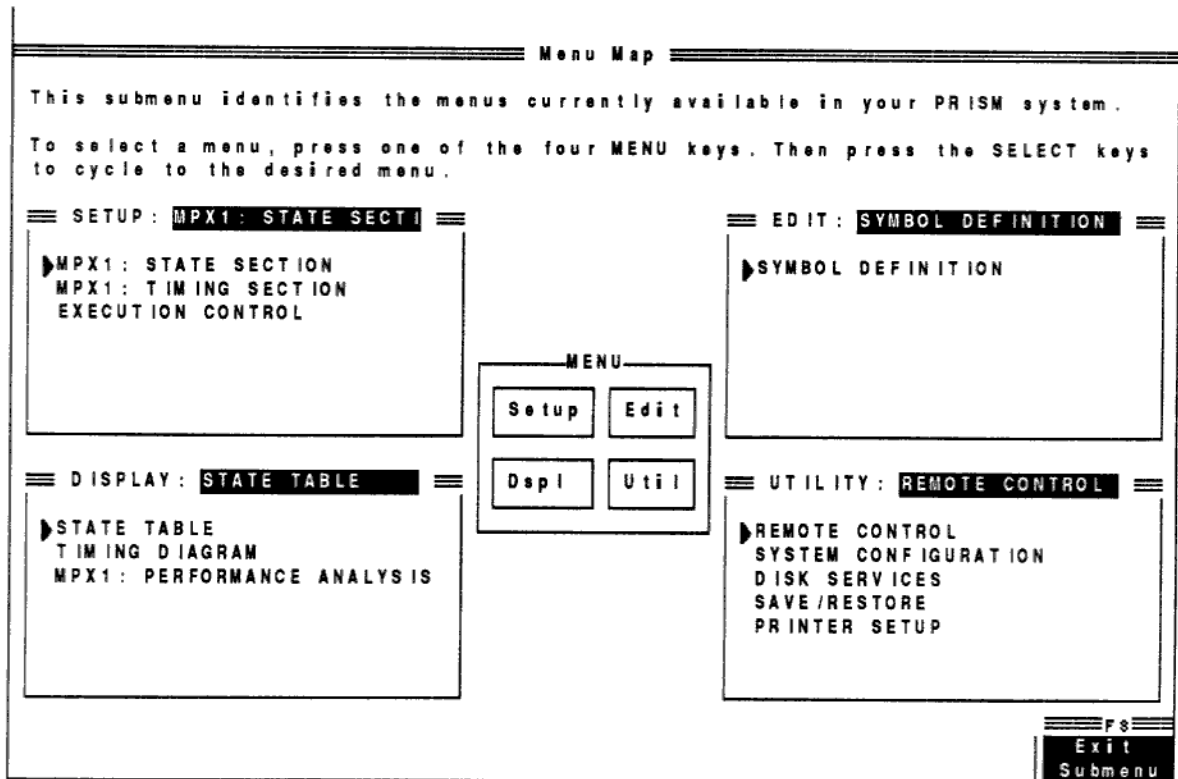 Menu Map
This submenu identifies the menus currently available in your PRISM system.
To select a menu, press one of the four MENU keys. Then press the SELECT keys
to cycle to the desired menu.
SETUP: MPX1: STATE SECTI
MPX1: STATE SECTION
MPX1: TIMING SECTION
EXECUTION CONTROL
EDIT: SYMBOL DEFINITION
SYMBOL DEFINITION
MENU
Setup Edit
Dspl Util
DISPLAY: STATE TABLE
STATE TABLE
TIMING DIAGRAM
MPX1: PERFORMANCE ANALYSIS
UTILITY: REMOTE CONTROL
REMOTE CONTROL
SYSTEM CONFIGURATION
DISK SERVICES
SAVE/RESTORE
PRINTER SETUP
F8
Exit
Submenu